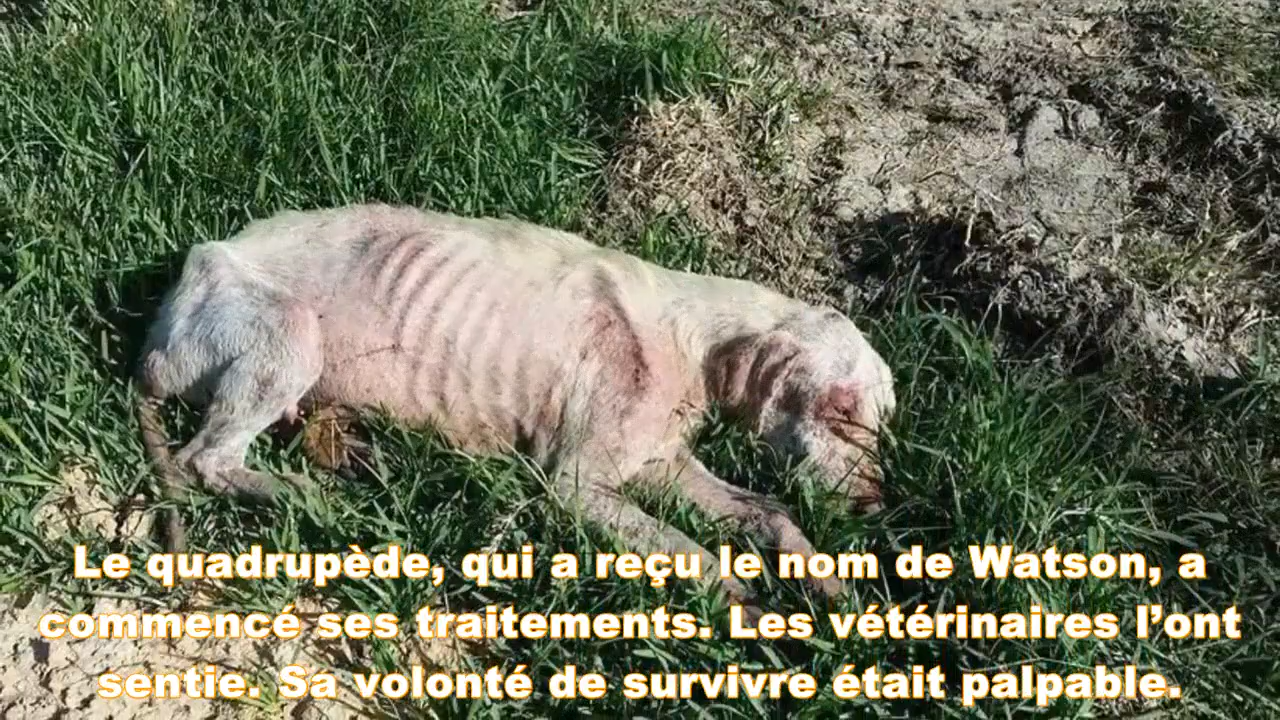 Le quadrupède, qui a reçu le nom de Watson, a
commencé ses traitements. Les vétérinaires l’ont
sentie. Sa volonté de survivre était palpable.